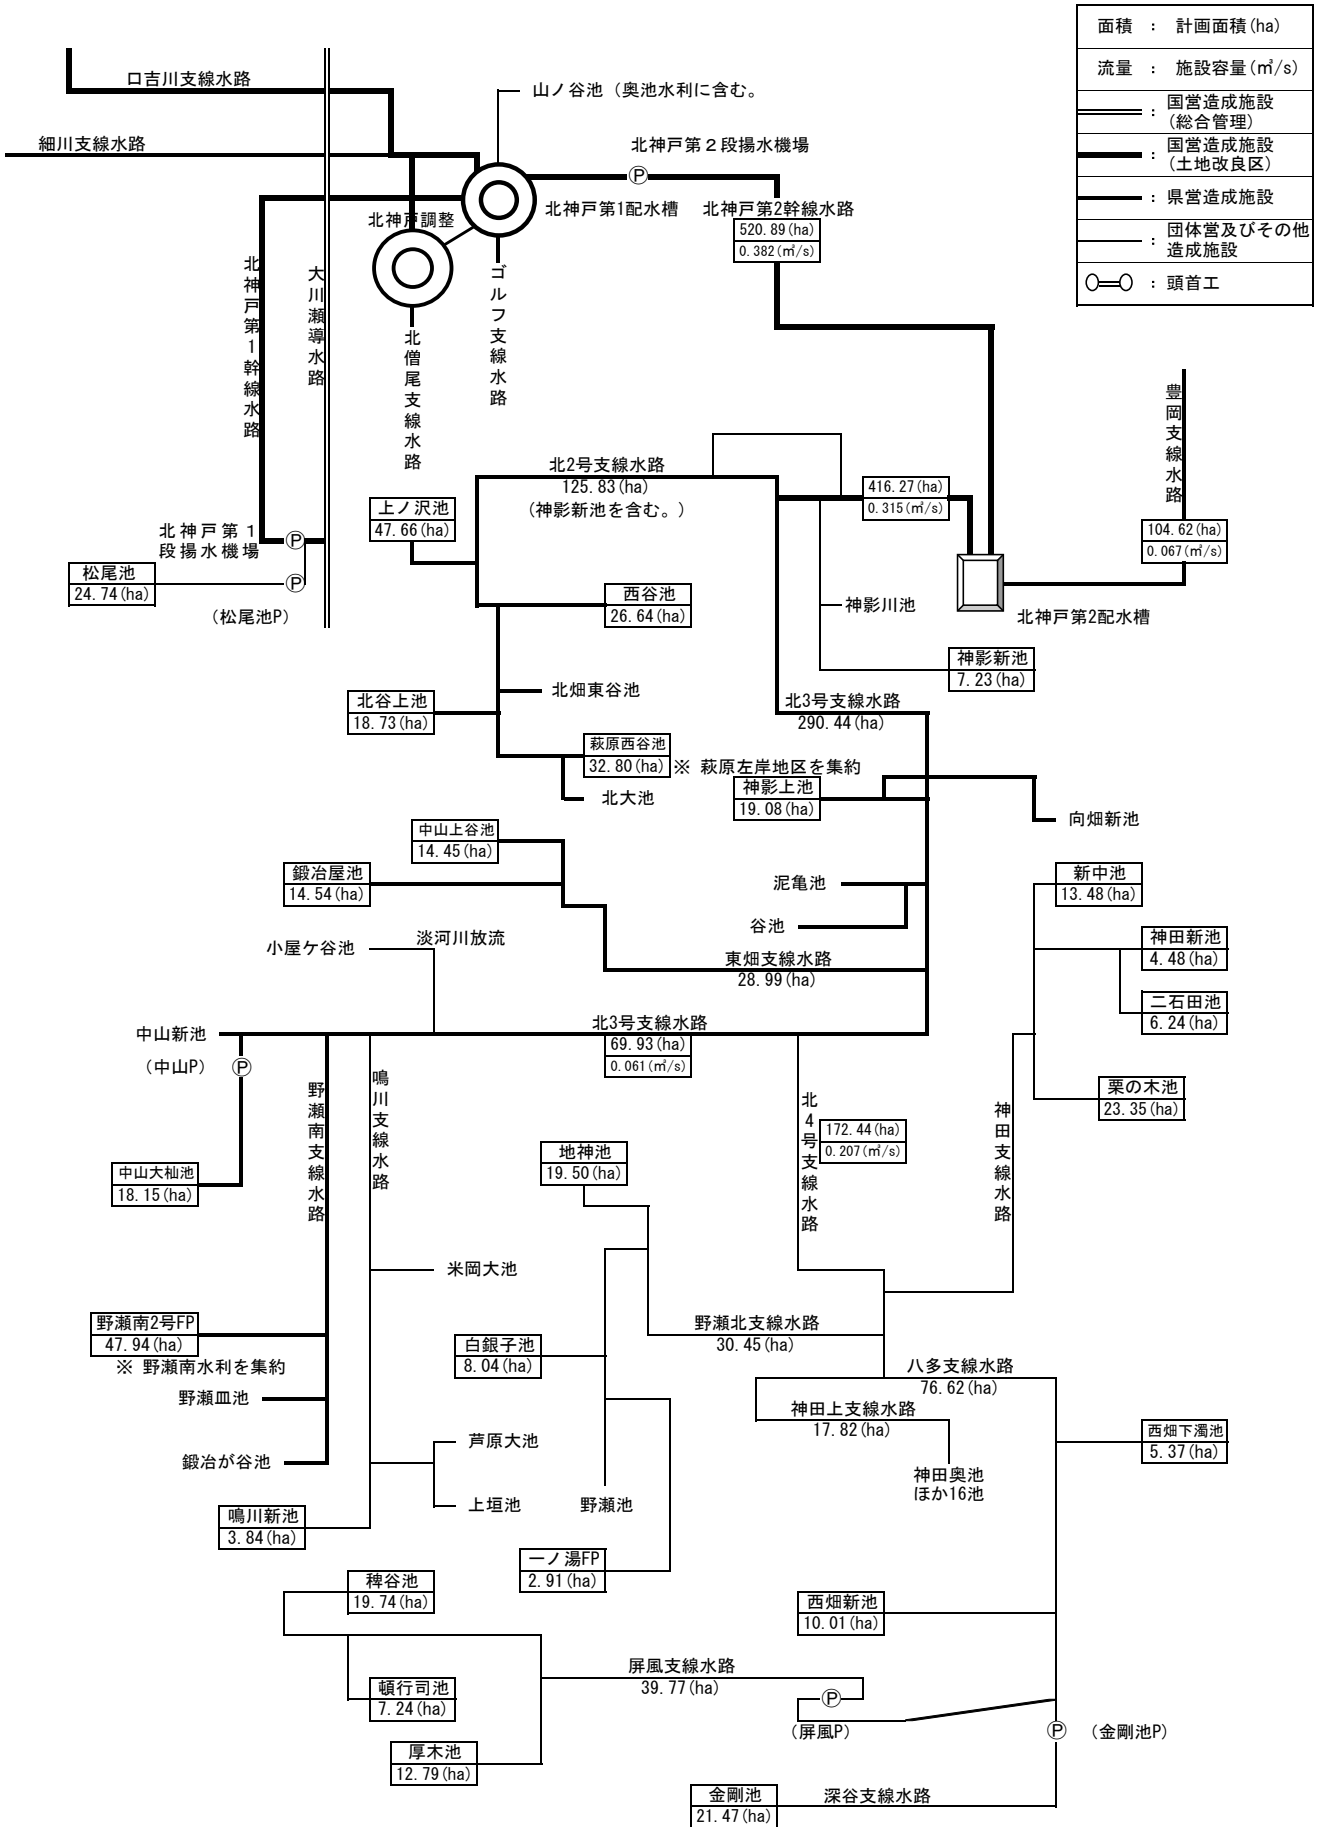 面積 ： 計画面積(ha)
流量 ： 施設容量(㎥/s)
： 国営造成施設
(総合管理)
： 国営造成施設
(土地改良区)
： 県営造成施設
： 団体営及びその他
造成施設
： 頭首工
口吉川支線水路
山ノ谷池（奥池水利に含む。
細川支線水路
北神戸第２段揚水機場
Ⓟ
北神戸第1配水槽
北神戸第2幹線水路
520.89(ha)
0.382(㎥/s)
北神戸調整
北神戸第1幹線水路
大川瀬導水路
北僧尾支線水路
ゴルフ支線水路
豊岡支線水路
104.62(ha)
0.067(㎥/s)
北2号支線水路
125.83(ha)
（神影新池を含む。）
416.27(ha)
0.315(㎥/s)
上ノ沢池
47.66(ha)
北神戸第１
段揚水機場
Ⓟ
松尾池
24.74(ha)
Ⓟ
（松尾池P）
西谷池
26.64(ha)
神影川池
北神戸第2配水槽
神影新池
7.23(ha)
北畑東谷池
北谷上池
18.73(ha)
北3号支線水路
290.44(ha)
萩原西谷池
32.80(ha)
※ 萩原左岸地区を集約
北大池
神影上池
19.08(ha)
向畑新池
中山上谷池
14.45(ha)
鍛冶屋池
14.54(ha)
泥亀池
谷池
新中池
13.48(ha)
小屋ケ谷池
淡河川放流
東畑支線水路
28.99(ha)
神田新池
4.48(ha)
二石田池
6.24(ha)
中山新池
北3号支線水路
69.93(ha)
0.061(㎥/s)
（中山P）
Ⓟ
栗の木池
23.35(ha)
野瀬南支線水路
鳴川支線水路
北4号支線水路
172.44(ha)
0.207(㎥/s)
神田支線水路
中山大杣池
18.15(ha)
地神池
19.50(ha)
米岡大池
野瀬南2号FP
47.94(ha)
※ 野瀬南水利を集約
白銀子池
8.04(ha)
野瀬北支線水路
30.45(ha)
八多支線水路
76.62(ha)
野瀬皿池
神田上支線水路
17.82(ha)
西畑下濁池
5.37(ha)
鍛冶が谷池
芦原大池
神田奥池
ほか16池
上垣池
野瀬池
鳴川新池
3.84(ha)
一ノ湯FP
2.91(ha)
稗谷池
19.74(ha)
西畑新池
10.01(ha)
屏風支線水路
39.77(ha)
頓行司池
7.24(ha)
Ⓟ
（屏風P）
Ⓟ
（金剛池P）
厚木池
12.79(ha)
金剛池
21.47(ha)
深谷支線水路